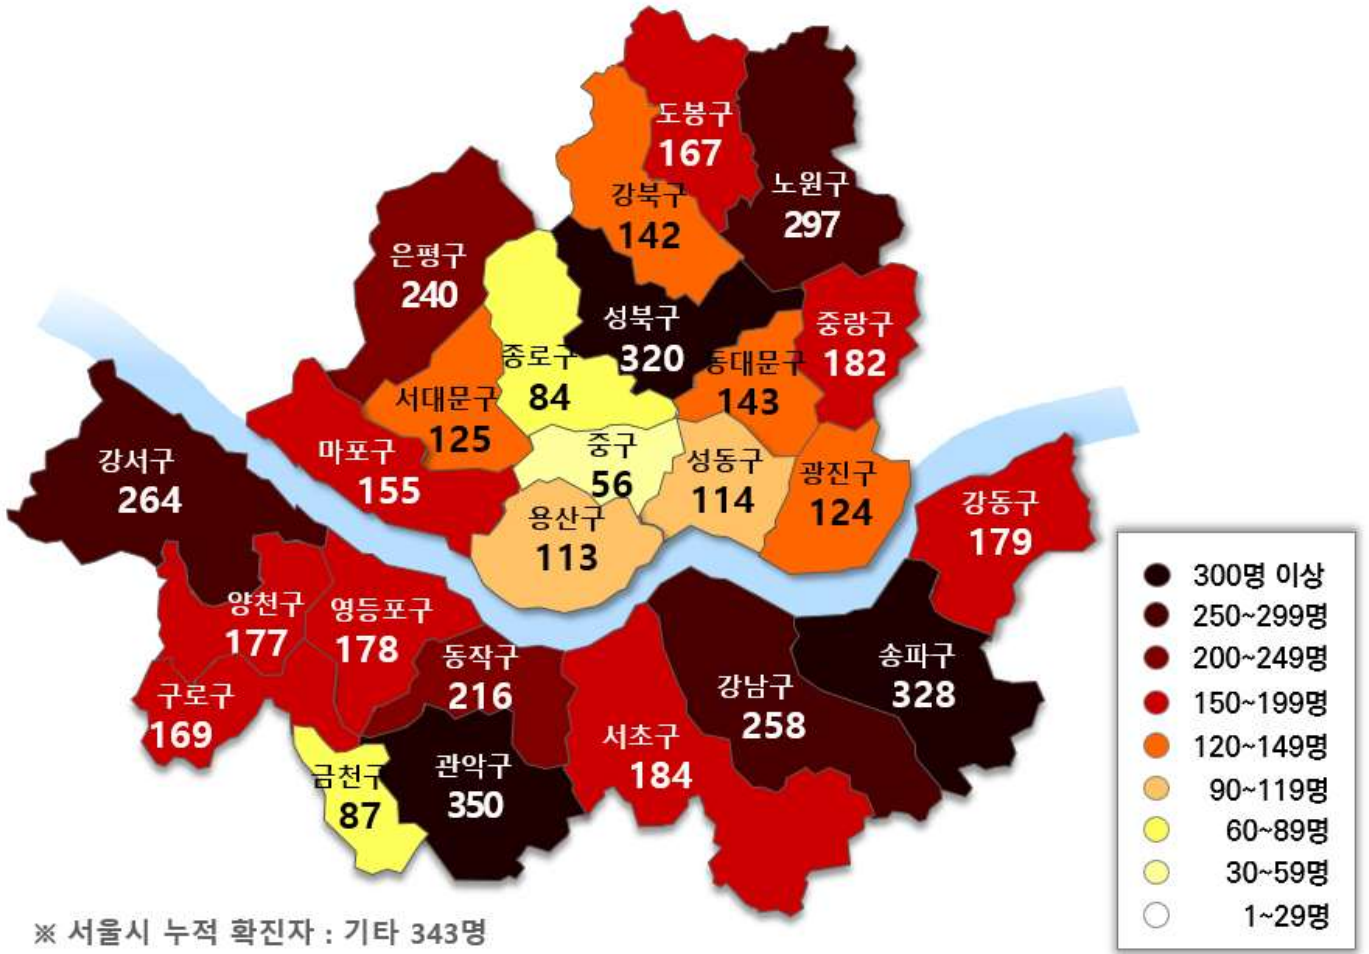 도봉구
167
노원구
297
강북구
142
은평구
240
성북구
320
중랑구
182
종로구
84
동대문구
143
서대문구
125
마포구
155
중구
56
성동구
114
광진구
124
강서구
264
용산구
113
강동구
179
양천구
177
영등포구
178
동작구
216
송파구
328
구로구
169
강남구
258
서초구
184
금천구
87
관악구
350
300명 이상
250~299명
200~249명
150~199명
120~149명
90~119명
60~89명
30~59명
1~29명
※ 서울시 누적 확진자 : 기타 343명